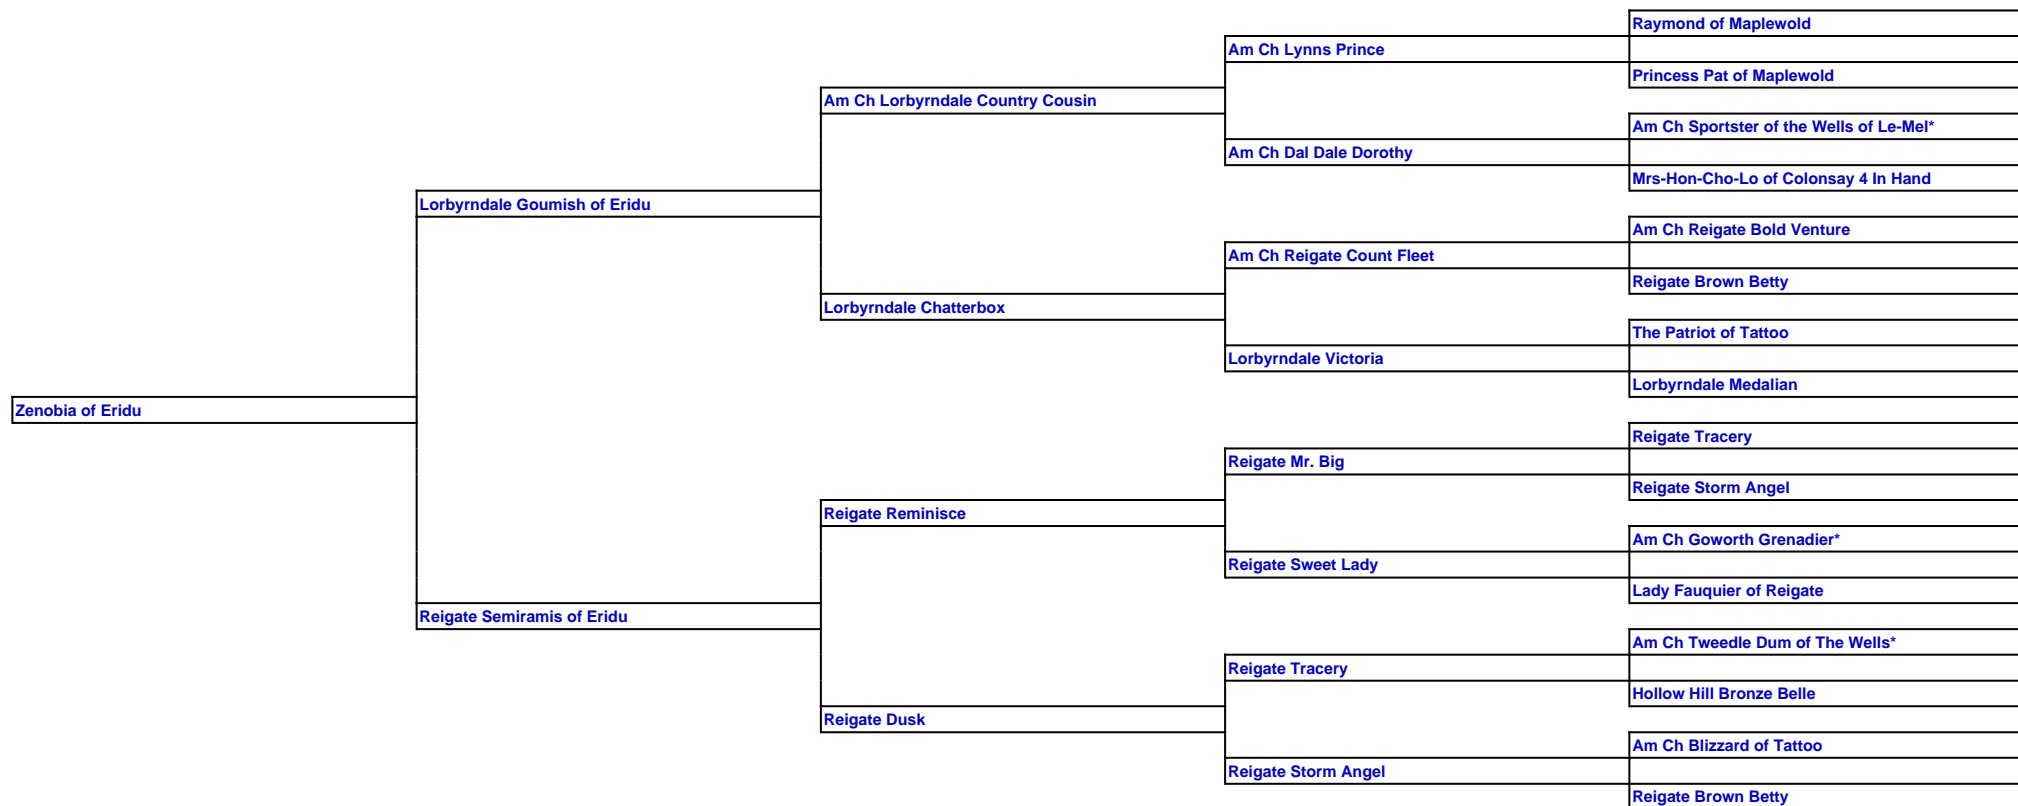 Raymond of Maplewold
Am Ch Lynns Prince
Princess Pat of Maplewold
Am Ch Lorbyrndale Country Cousin
Am Ch Sportster of the Wells of Le-Mel*
Am Ch Dal Dale Dorothy
Mrs-Hon-Cho-Lo of Colonsay 4 In Hand
Lorbyrndale Goumish of Eridu
Am Ch Reigate Bold Venture
Am Ch Reigate Count Fleet
Reigate Brown Betty
Lorbyrndale Chatterbox
The Patriot of Tattoo
Lorbyrndale Victoria
Lorbyrndale Medalian
Zenobia of Eridu
Reigate Tracery
Reigate Mr. Big
Reigate Storm Angel
Reigate Reminisce
Am Ch Goworth Grenadier*
Reigate Sweet Lady
Lady Fauquier of Reigate
Reigate Semiramis of Eridu
Am Ch Tweedle Dum of The Wells*
Reigate Tracery
Hollow Hill Bronze Belle
Reigate Dusk
Am Ch Blizzard of Tattoo
Reigate Storm Angel
Reigate Brown Betty